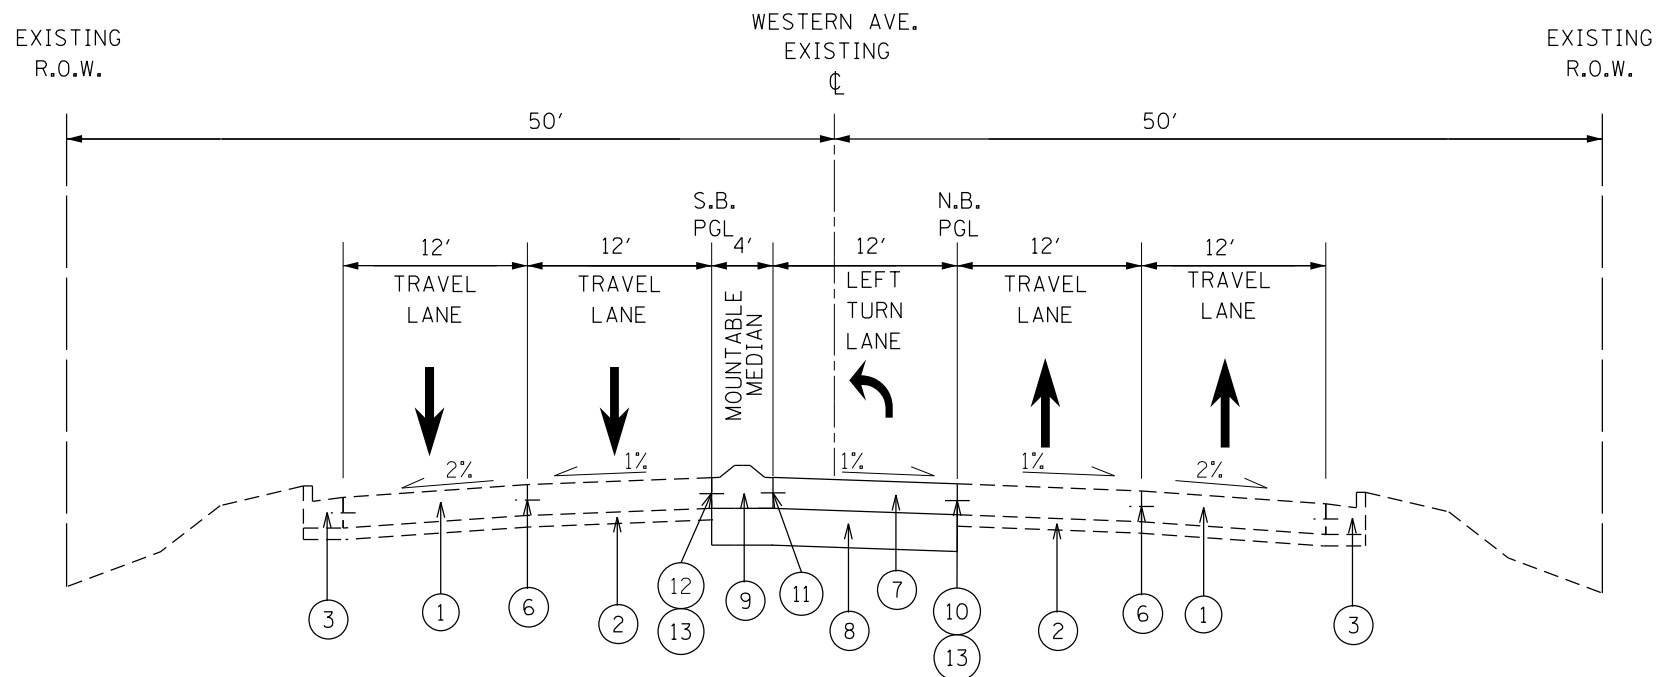 WESTERN AVE.
EXISTING
℄
EXISTING
R.O.W.
EXISTING
R.O.W.
50'
50'
S.B.
PGL
N.B.
PGL
12'
12'
4'
12'
12'
12'
TRAVEL
LANE
TRAVEL
LANE
MOUNTABLE
MEDIAN
LEFT
TURN
LANE
TRAVEL
LANE
TRAVEL
LANE
2%
1%
1%
1%
2%
3
1
6
2
12
13
9
11
8
7
10
13
2
6
1
3